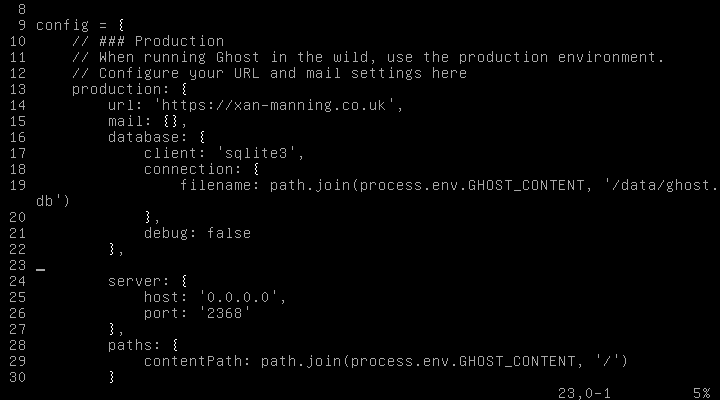 8
9 config = {
10     // ### Production
11     // When running Ghost in the wild, use the production environment.
12     // Configure your URL and mail settings here
13     production: {
14         url: 'https://xan-manning.co.uk',
15         mail: {},
16         database: {
17             client: 'sqlite3',
18             connection: {
19                 filename: path.join(process.env.GHOST_CONTENT, '/data/ghost.
db')
20             },
21             debug: false
22         },
23
24         server: {
25             host: '0.0.0.0',
26             port: '2368'
27         },
28         paths: {
29             contentPath: path.join(process.env.GHOST_CONTENT, '/')
30         }
23,0-1 5%